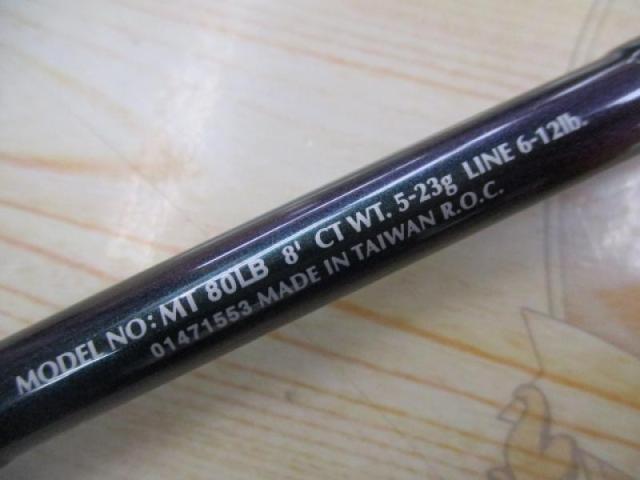 MODEL NO: MT 80LB 8' CT WT. 5-23g LINE 6-12lb.
01471553 MADE IN TAIWAN R.O.C.